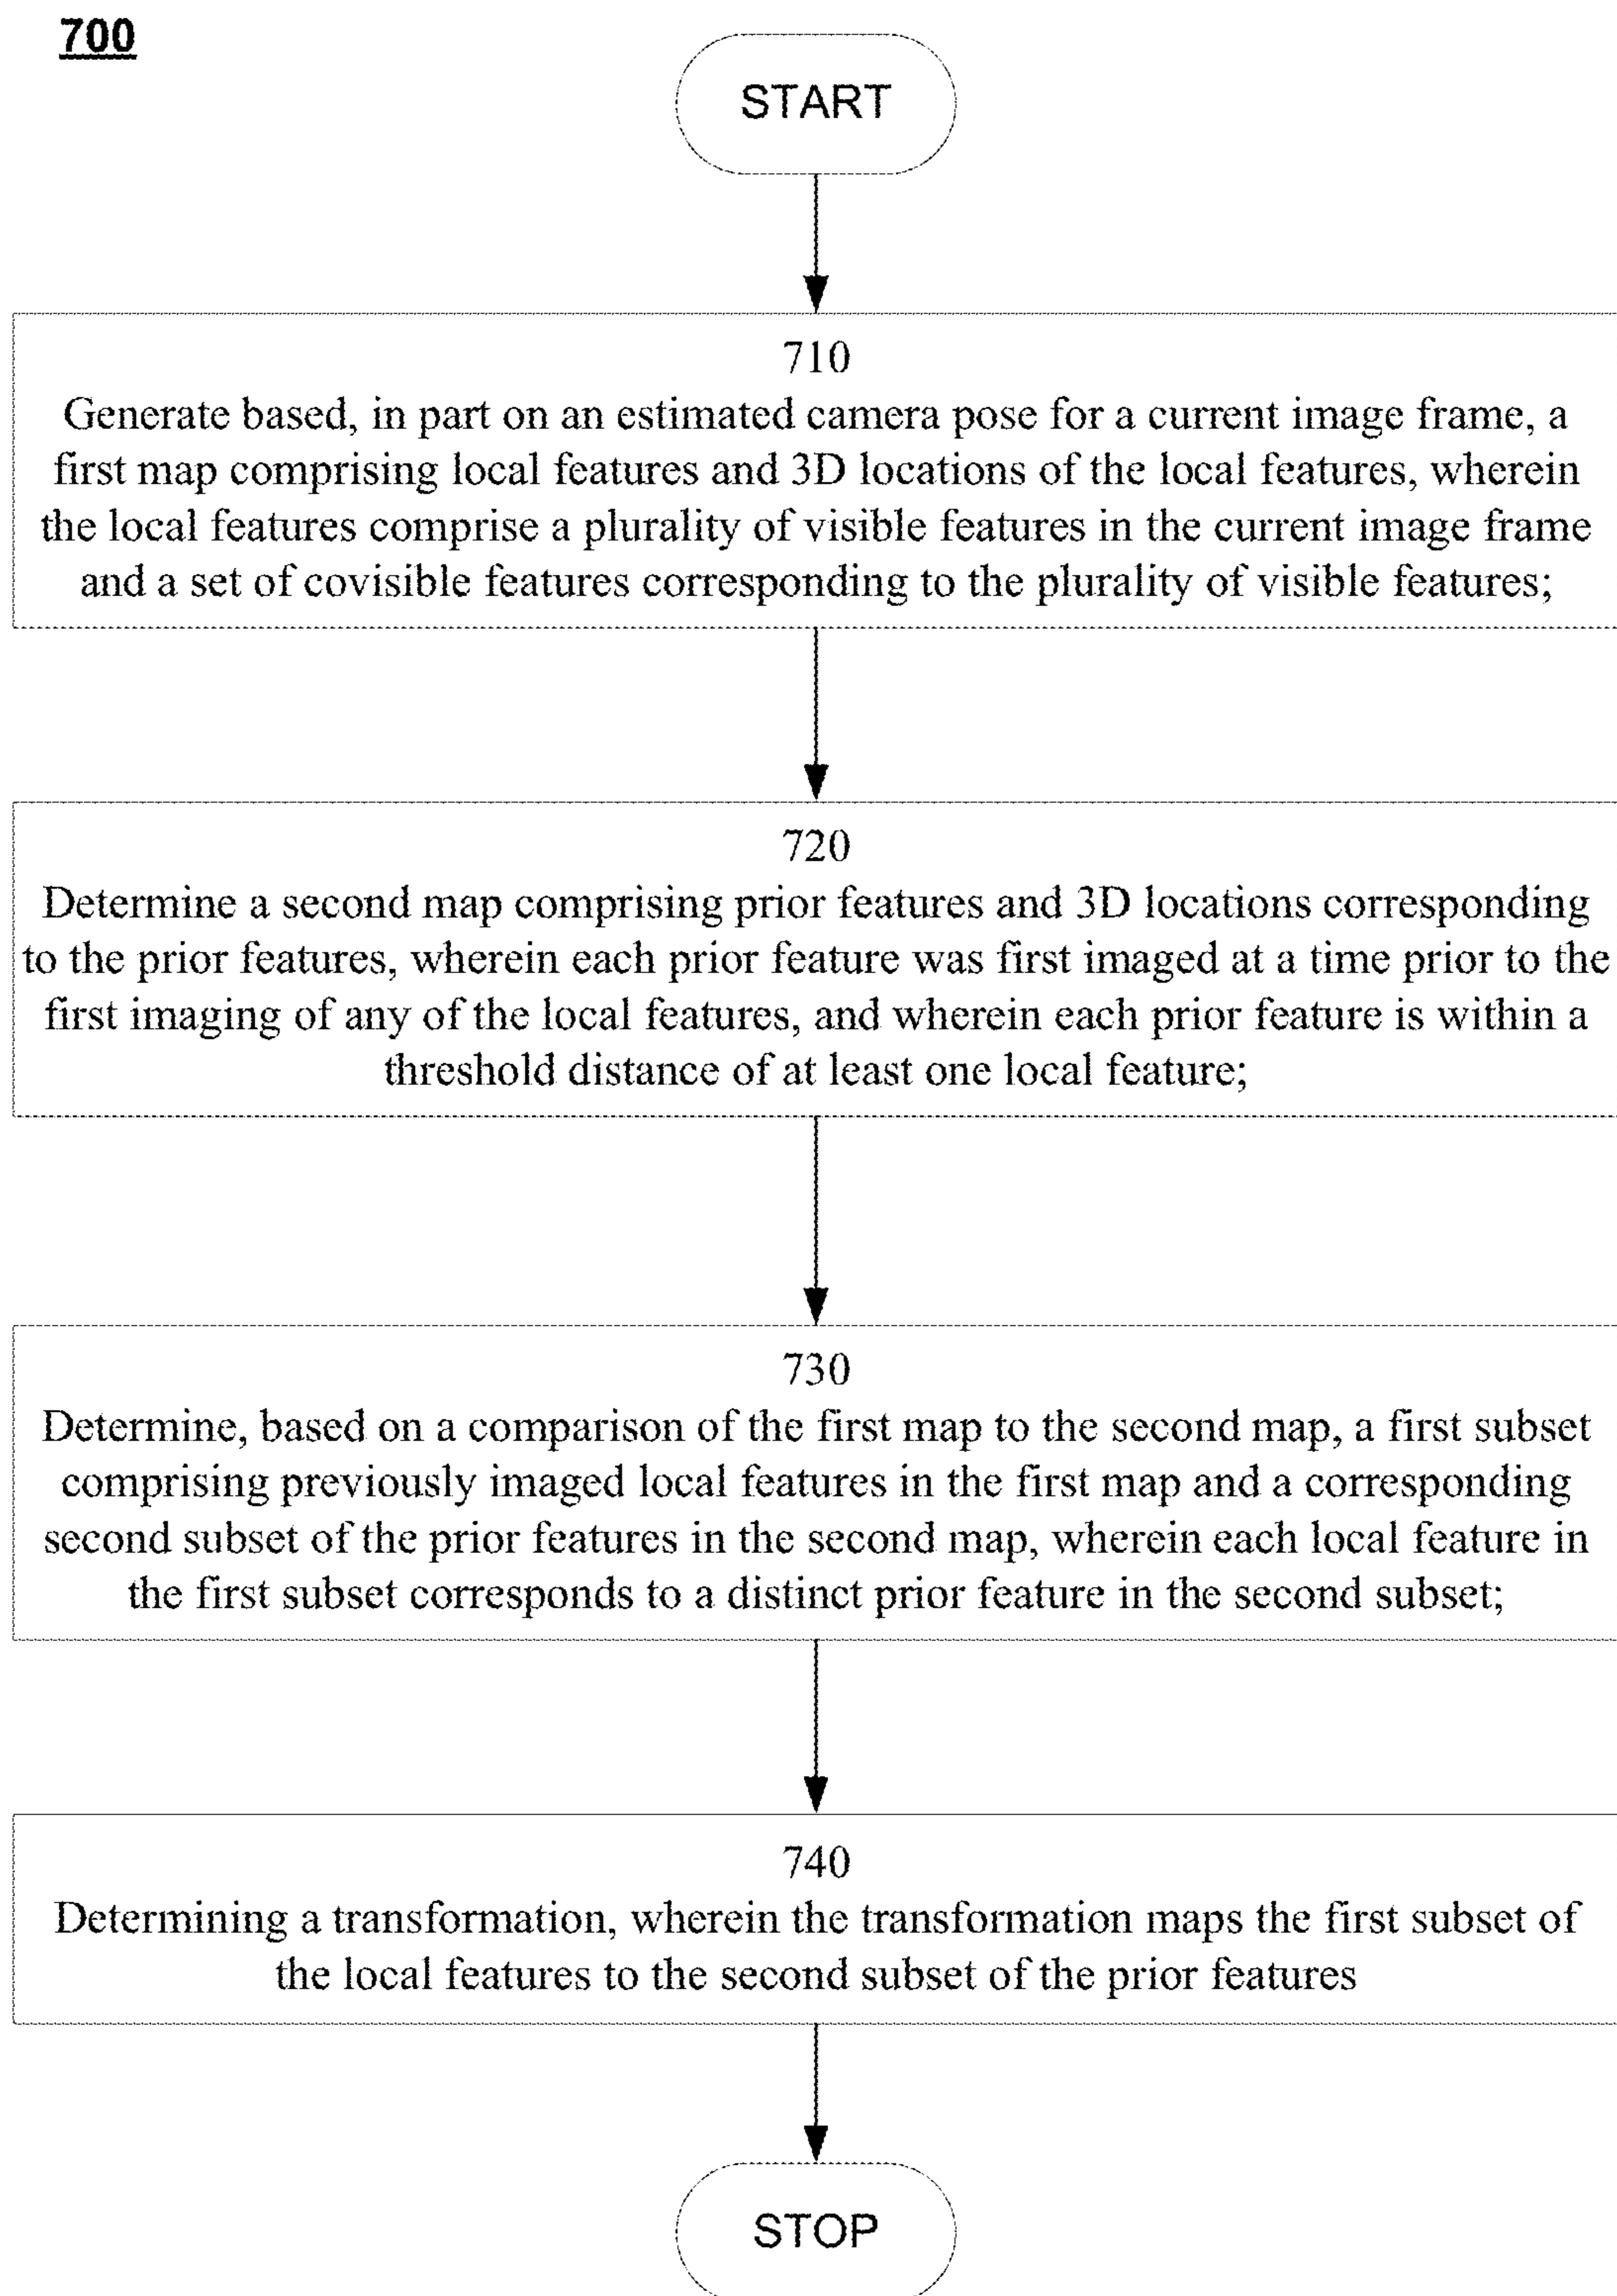 700
START
710
Generate based, in part on an estimated camera pose for a current image frame, a
first map comprising local features and 3D locations of the local features, wherein
the local features comprise a plurality of visible features in the current image frame
and a set of covisible features corresponding to the plurality of visible features;
720
Determine a second map comprising prior features and 3D locations corresponding
to the prior features, wherein each prior feature was first imaged at a time prior to the
first imaging of any of the local features, and wherein each prior feature is within a
threshold distance of at least one local feature;
730
Determine, based on a comparison of the first map to the second map, a first subset
comprising previously imaged local features in the first map and a corresponding
second subset of the prior features in the second map, wherein each local feature in
the first subset corresponds to a distinct prior feature in the second subset;
740
Determining a transformation, wherein the transformation maps the first subset of
the local features to the second subset of the prior features
STOP